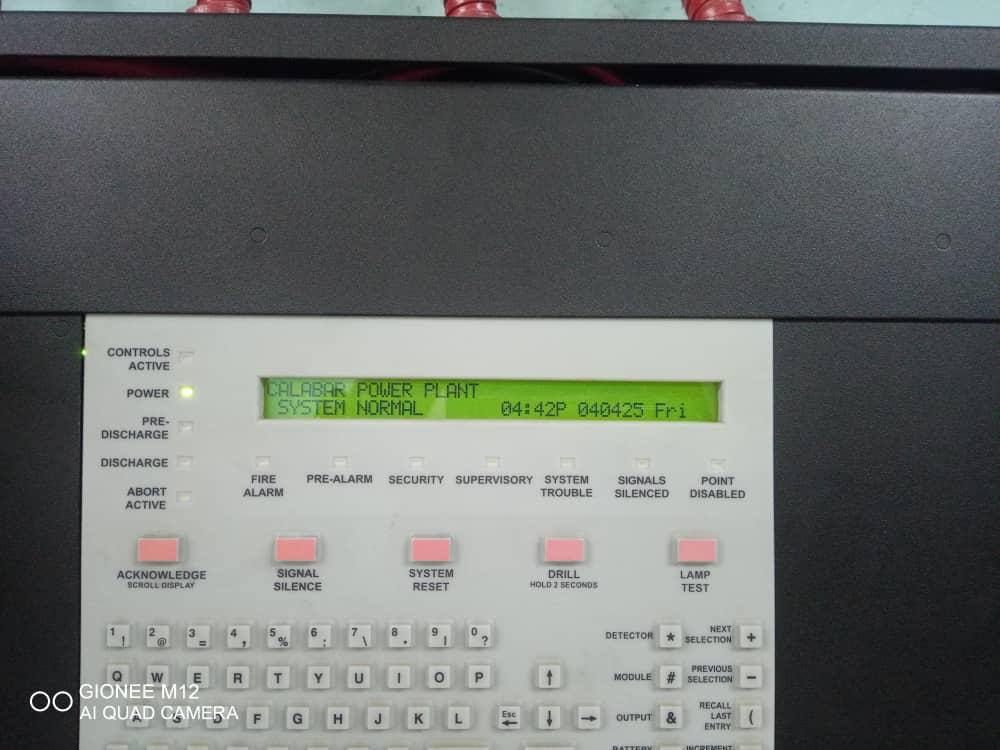 CONTROLS
ACTIVE
POWER
PRE-
DISCHARGE
DISCHARGE
ABORT
ACTIVE
CALABAR POWER PLANT
SYSTEM NORMAL 04:42P 040425 Fri
FIRE
ALARM
PRE-ALARM
SECURITY
SUPERVISORY
SYSTEM
TROUBLE
SIGNALS
SILENCED
POINT
DISABLED
ACKNOWLEDGE
SCROLL DISPLAY
SIGNAL
SILENCE
SYSTEM
RESET
DRILL
HOLD 2 SECONDS
LAMP
TEST
1 ! 2 @ 3 = 4 , 5 % 6 : 7 \ 8 . 9 | 0 ?
DETECTOR *
NEXT
SELECTION +
Q W E R T Y U I O P ↑
MODULE #
PREVIOUS
SELECTION −
A S D F G H J K L Esc ← ↓ →
OUTPUT &
RECALL
LAST
ENTRY (
BATTERY
INCREMENT
GIONEE M12
AI QUAD CAMERA